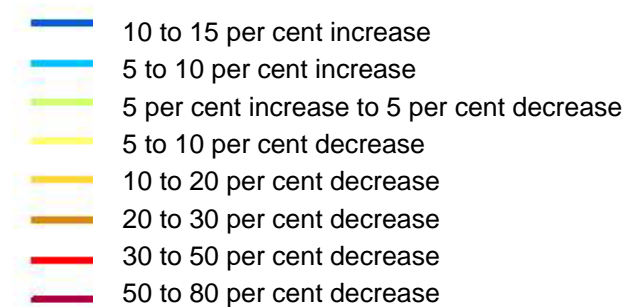 10 to 15 per cent increase
5 to 10 per cent increase
5 per cent increase to 5 per cent decrease
5 to 10 per cent decrease
10 to 20 per cent decrease
20 to 30 per cent decrease
30 to 50 per cent decrease
50 to 80 per cent decrease